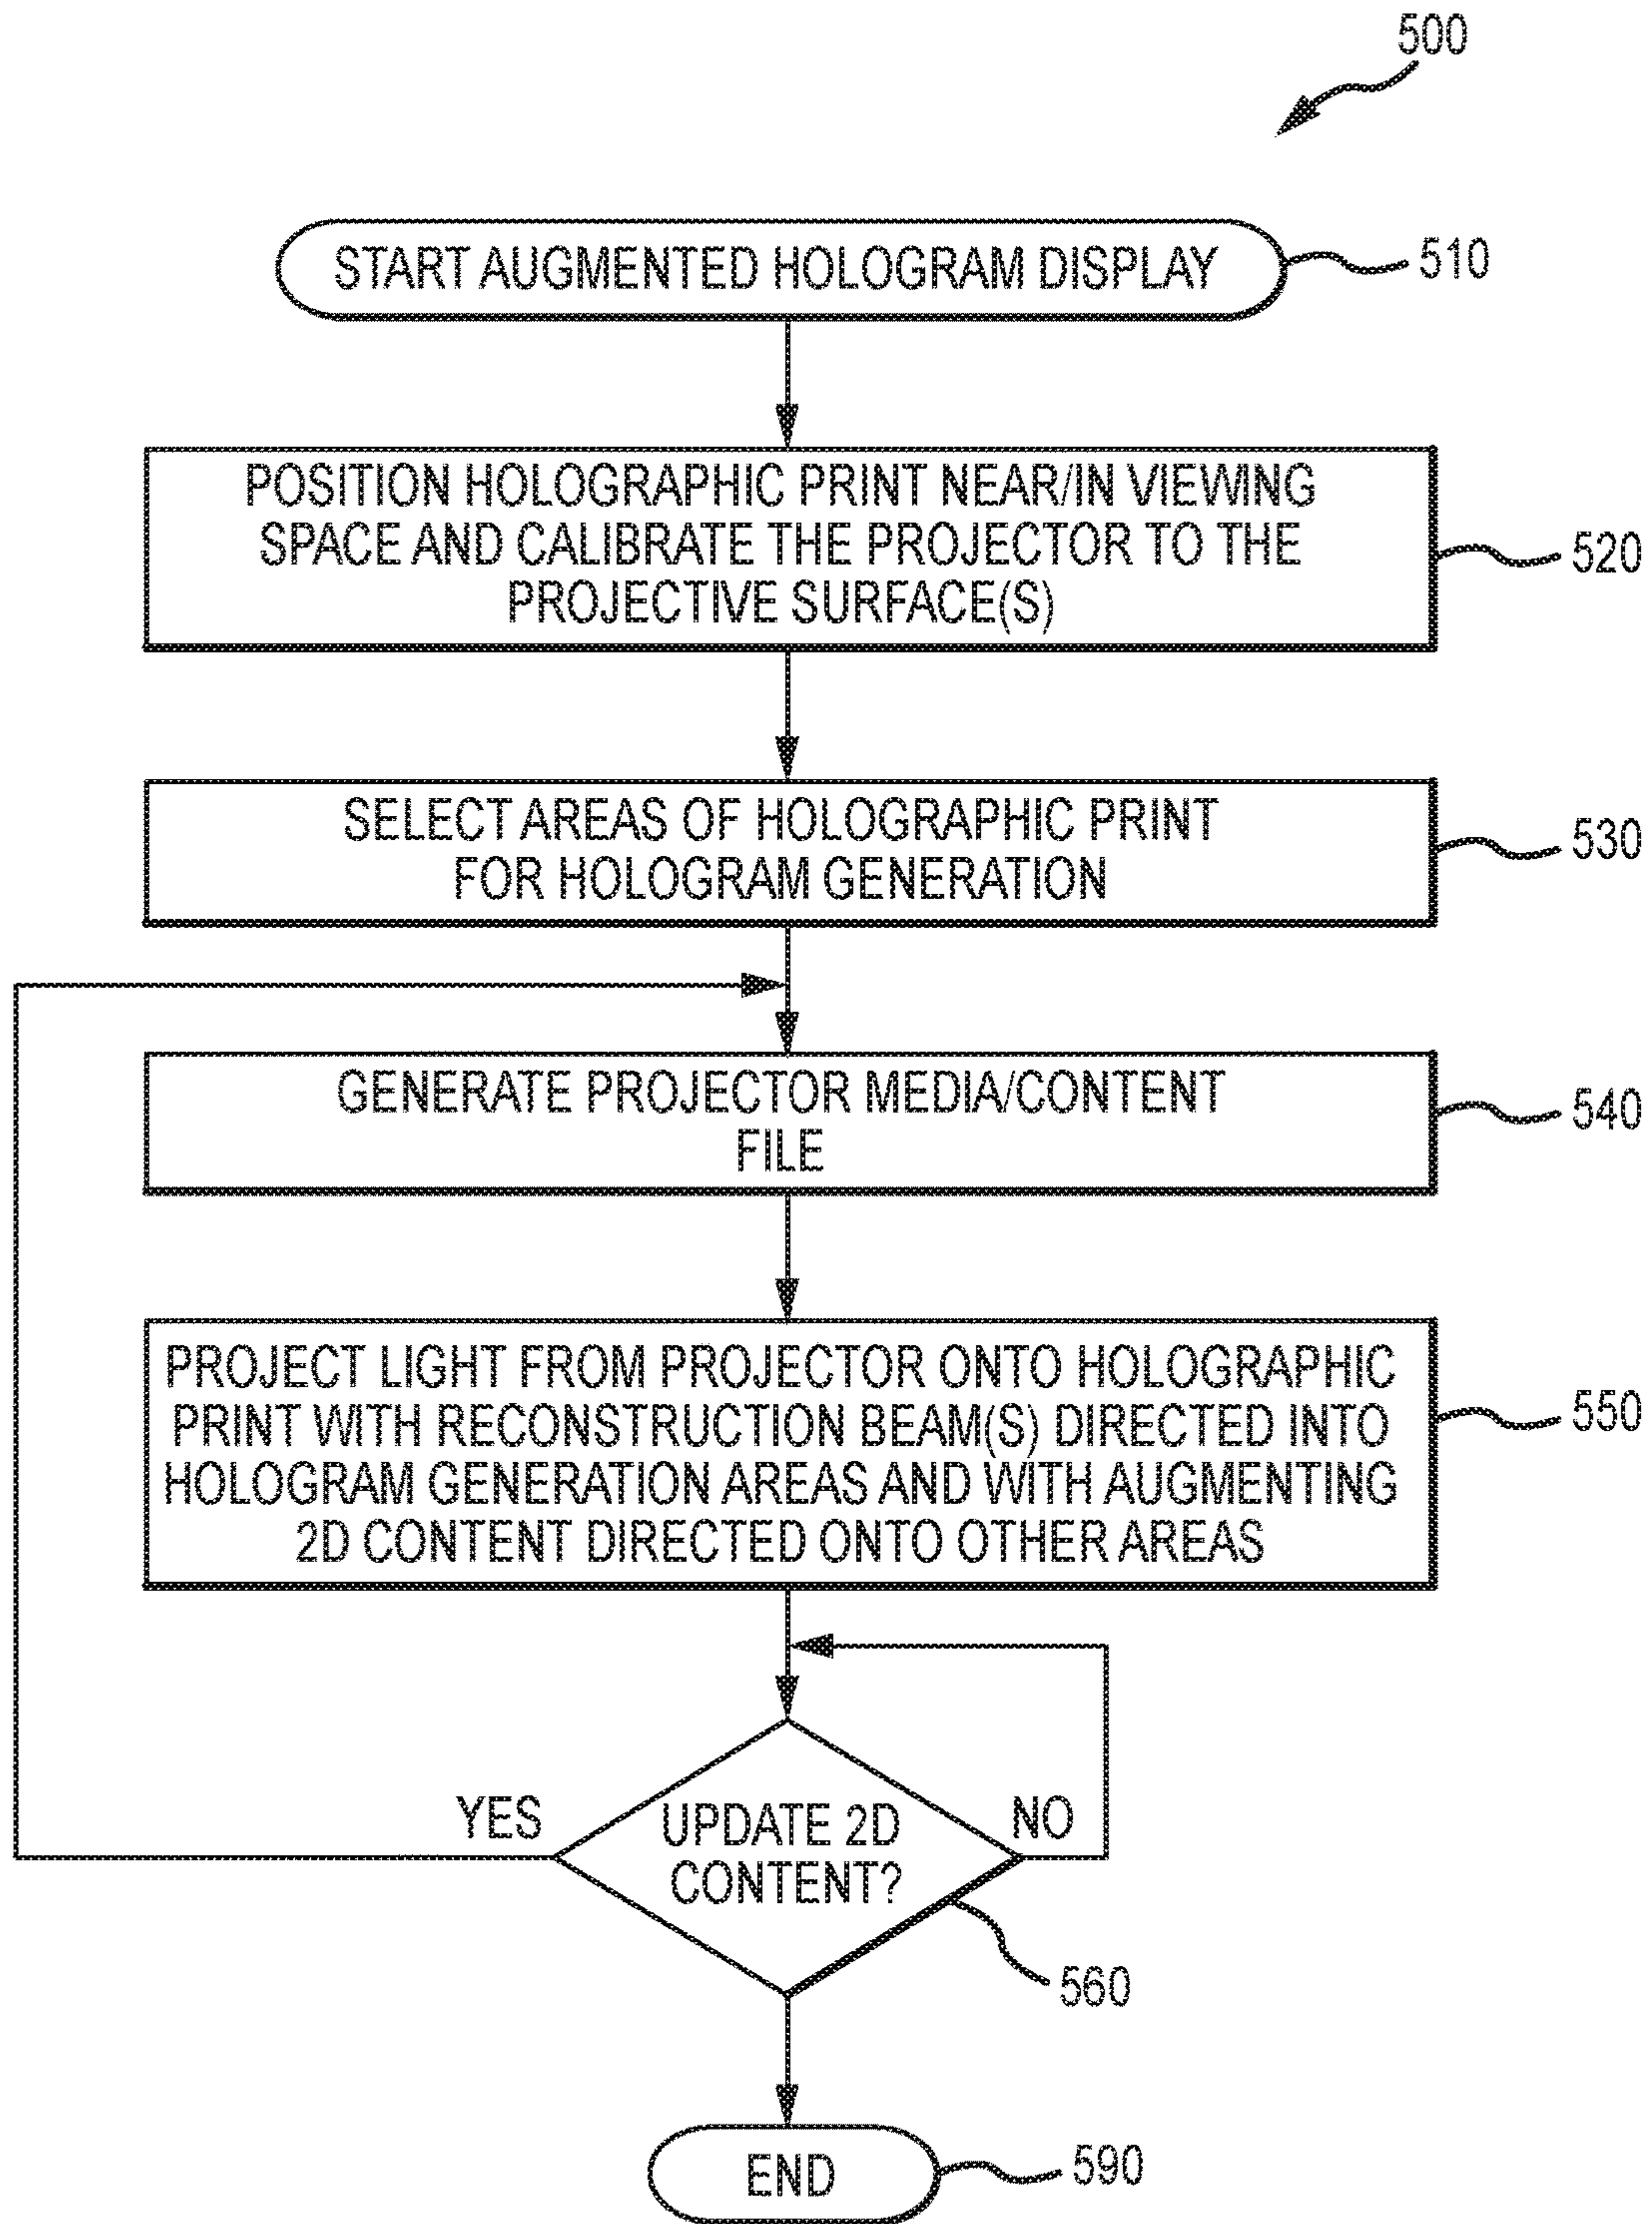 500
START AUGMENTED HOLOGRAM DISPLAY
510
POSITION HOLOGRAPHIC PRINT NEAR/IN VIEWING
SPACE AND CALIBRATE THE PROJECTOR TO THE
PROJECTIVE SURFACE(S)
520
SELECT AREAS OF HOLOGRAPHIC PRINT
FOR HOLOGRAM GENERATION
530
GENERATE PROJECTOR MEDIA/CONTENT
FILE
540
PROJECT LIGHT FROM PROJECTOR ONTO HOLOGRAPHIC
PRINT WITH RECONSTRUCTION BEAM(S) DIRECTED INTO
HOLOGRAM GENERATION AREAS AND WITH AUGMENTING
2D CONTENT DIRECTED ONTO OTHER AREAS
550
YES
UPDATE 2D
CONTENT?
NO
560
END
590